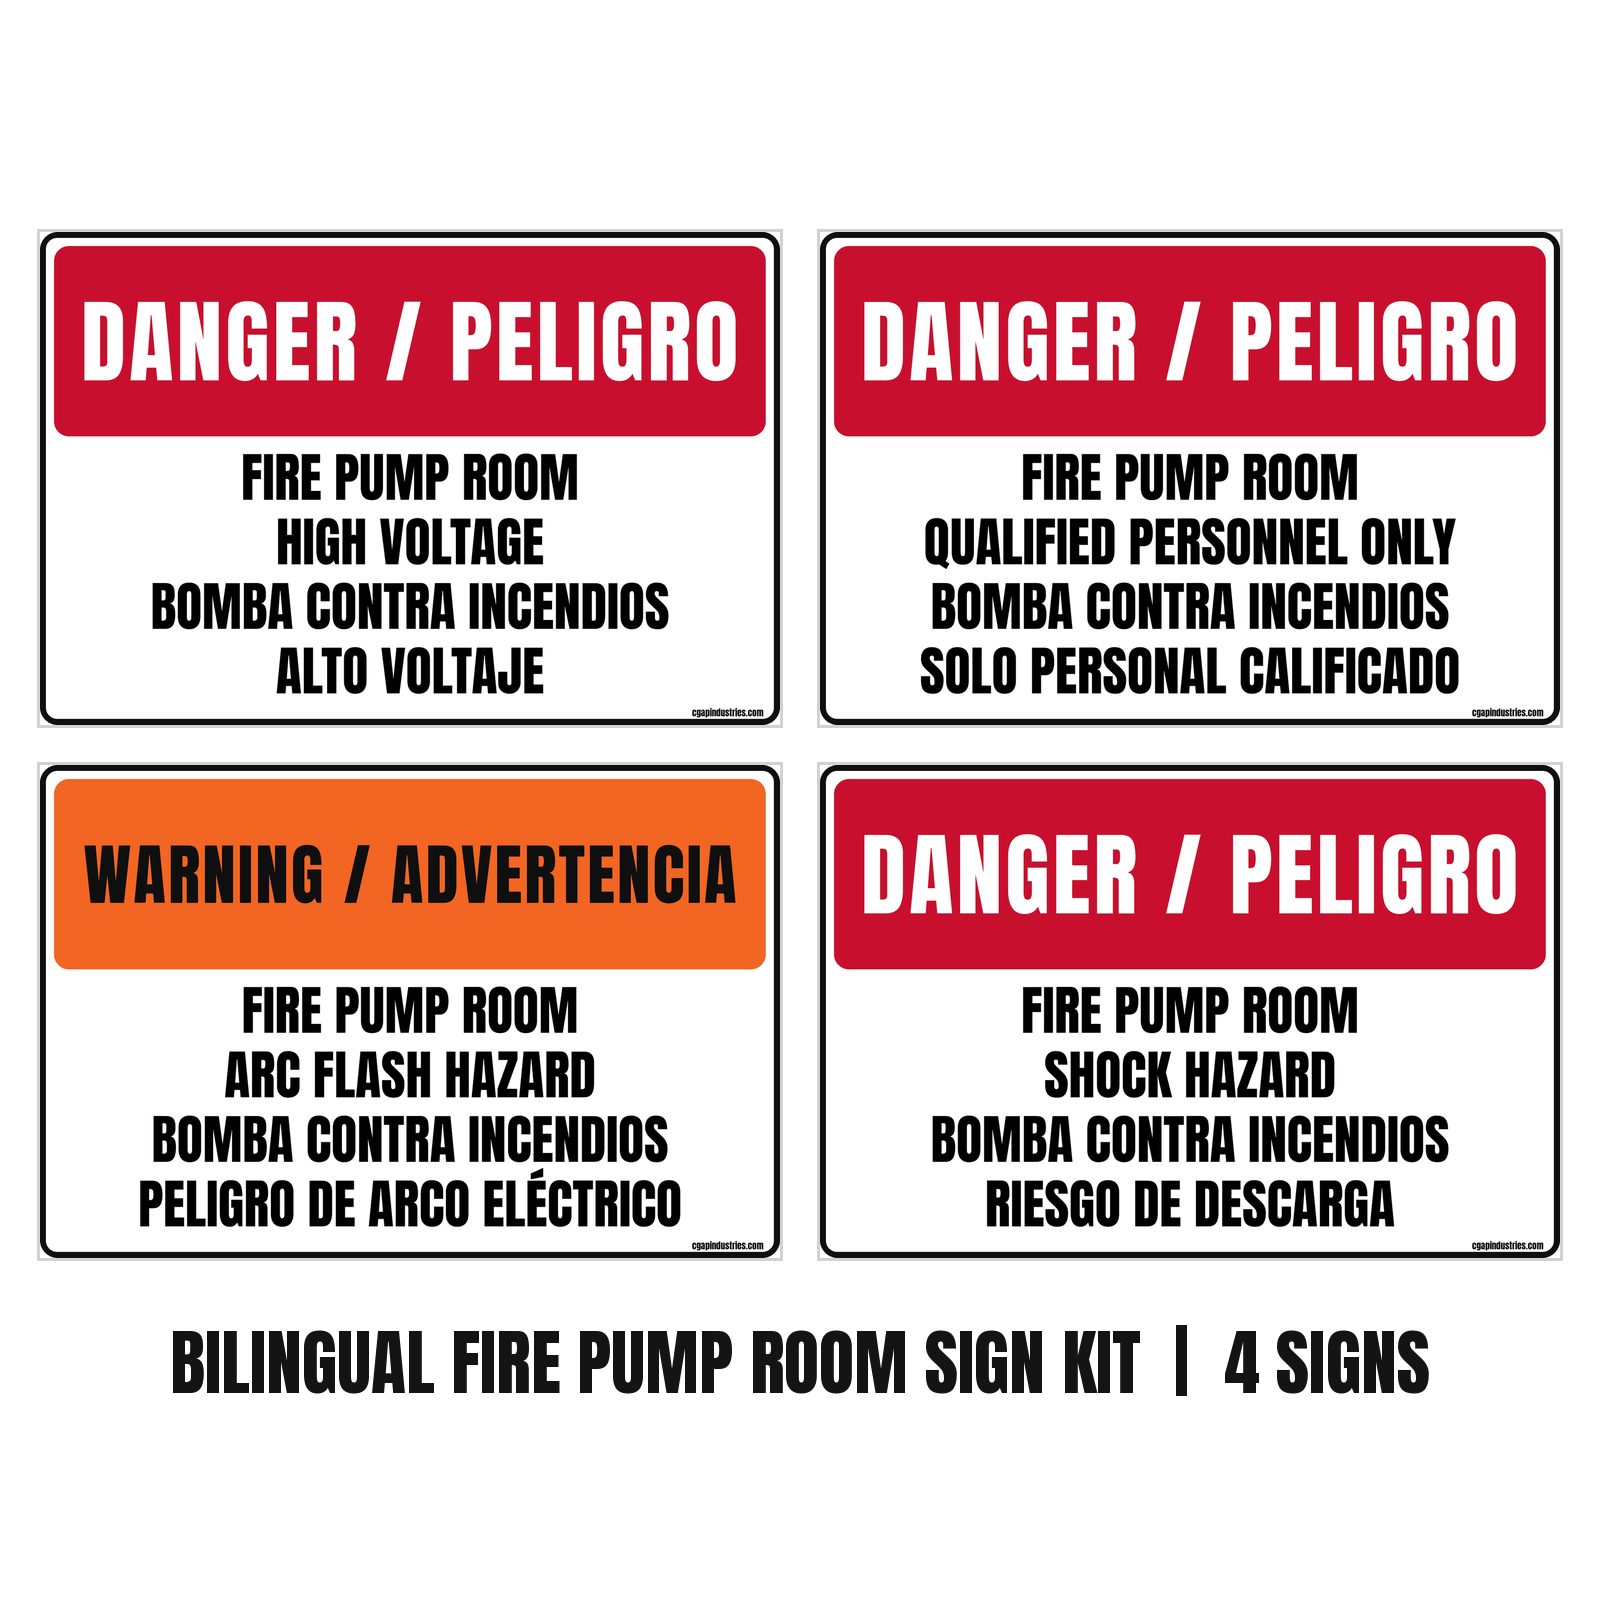 DANGER / PELIGRO
FIRE PUMP ROOM
HIGH VOLTAGE
BOMBA CONTRA INCENDIOS
ALTO VOLTAJE
cgapindustries.com
DANGER / PELIGRO
FIRE PUMP ROOM
QUALIFIED PERSONNEL ONLY
BOMBA CONTRA INCENDIOS
SOLO PERSONAL CALIFICADO
cgapindustries.com
WARNING / ADVERTENCIA
FIRE PUMP ROOM
ARC FLASH HAZARD
BOMBA CONTRA INCENDIOS
PELIGRO DE ARCO ELÉCTRICO
cgapindustries.com
DANGER / PELIGRO
FIRE PUMP ROOM
SHOCK HAZARD
BOMBA CONTRA INCENDIOS
RIESGO DE DESCARGA
cgapindustries.com
BILINGUAL FIRE PUMP ROOM SIGN KIT | 4 SIGNS